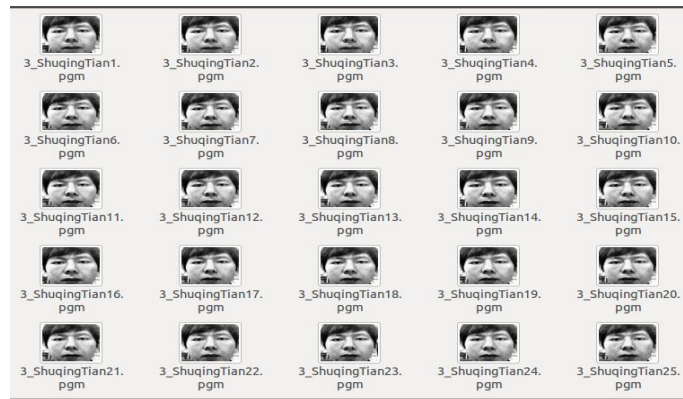 3_ShuqingTian1. 3_ShuqingTian2. 3_ShuqingTian3. 3_ShuqingTian4. 3_ShuqingTian5.
pgm pgm pgm pgm pgm
3_ShuqingTian6. 3_ShuqingTian7. 3_ShuqingTian8. 3_ShuqingTian9. 3_ShuqingTian10.
pgm pgm pgm pgm pgm
3_ShuqingTian11. 3_ShuqingTian12. 3_ShuqingTian13. 3_ShuqingTian14. 3_ShuqingTian15.
pgm pgm pgm pgm pgm
3_ShuqingTian16. 3_ShuqingTian17. 3_ShuqingTian18. 3_ShuqingTian19. 3_ShuqingTian20.
pgm pgm pgm pgm pgm
3_ShuqingTian21. 3_ShuqingTian22. 3_ShuqingTian23. 3_ShuqingTian24. 3_ShuqingTian25.
pgm pgm pgm pgm pgm